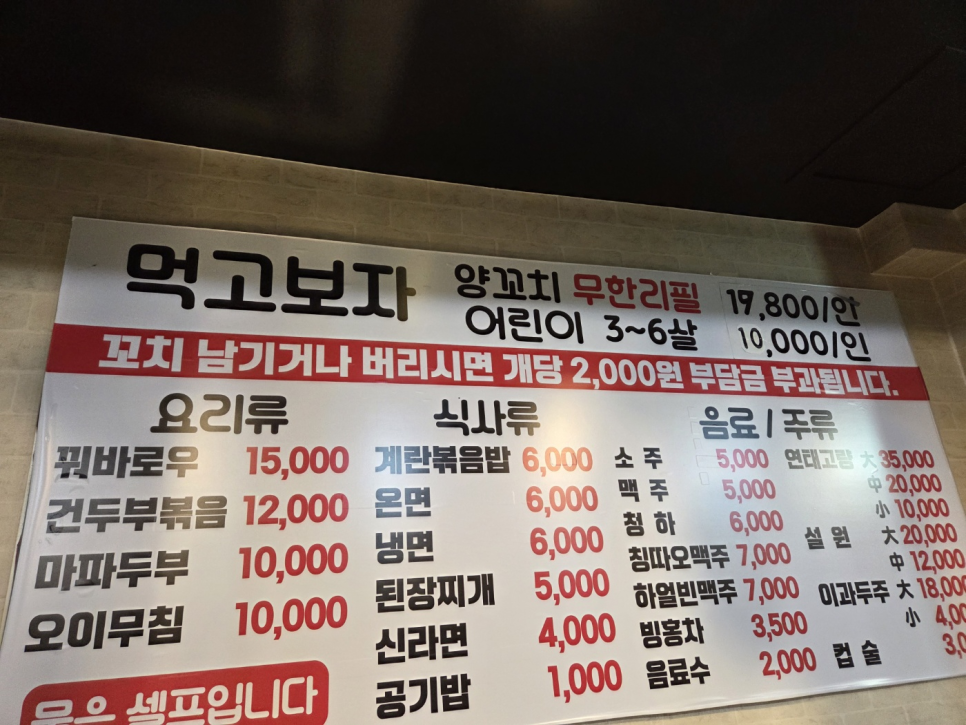 먹고보자
양꼬치 무한리필 19,800/인
어린이 3~6살 10,000/인
꼬치 남기거나 버리시면 개당 2,000원 부담금 부과됩니다.
요리류
꿔바로우 15,000
건두부볶음 12,000
마파두부 10,000
오이무침 10,000
물은 셀프입니다
식사류
계란볶음밥 6,000
온면 6,000
냉면 6,000
된장찌개 5,000
신라면 4,000
공기밥 1,000
음료 / 주류
소 주 5,000
맥 주 5,000
청 하 6,000
칭따오맥주 7,000
하얼빈맥주 7,000
빙홍차 3,500
음료수 2,000
연태고량 大 35,000
中 20,000
小 10,000
설 원 大 20,000
中 12,000
이과두주 大 18,000
小
컵 술